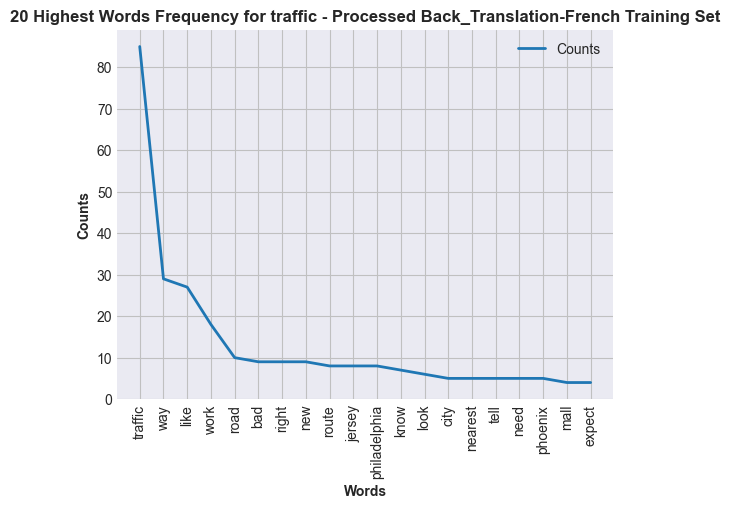 20 Highest Words Frequency for traffic - Processed Back_Translation-French Training Set
Counts
80
70
60
50
40
30
20
10
0
Counts
traffic
way
like
work
road
bad
right
new
route
jersey
philadelphia
know
look
city
nearest
tell
need
phoenix
mall
expect
Words